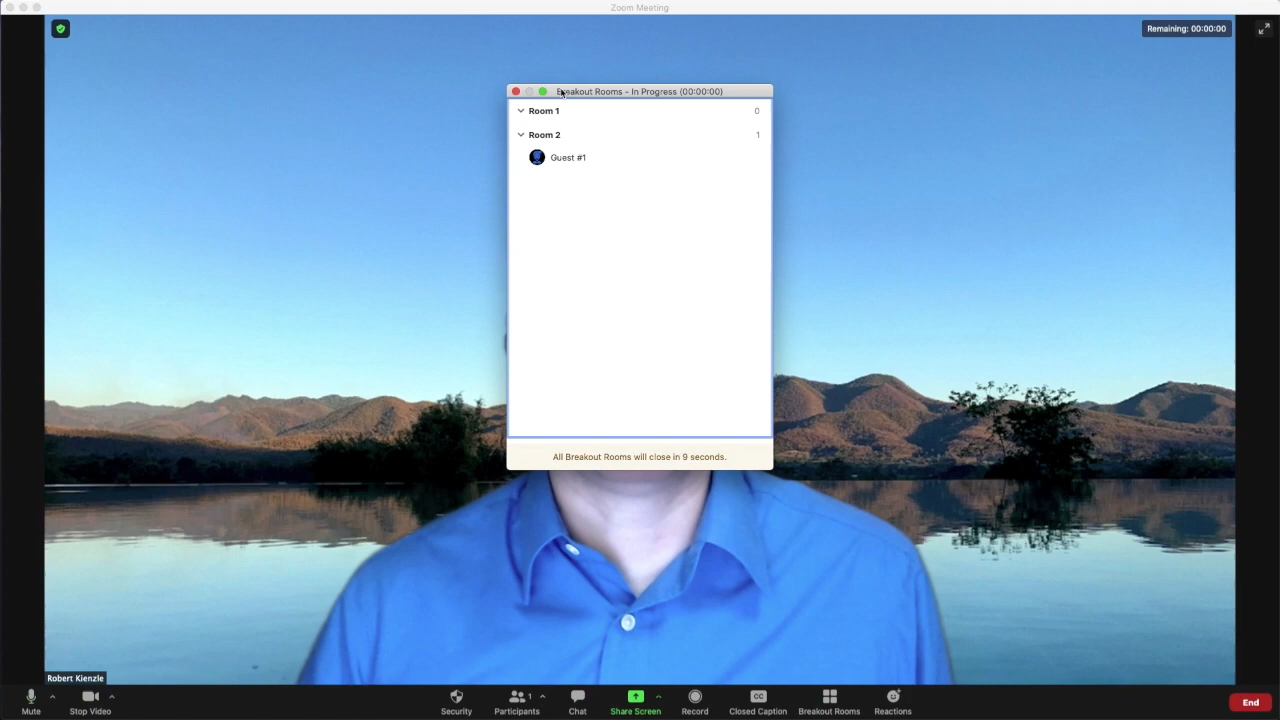 Zoom Meeting
Remaining: 00:00:00
Breakout Rooms - In Progress (00:00:00)
Room 1 0
Room 2 1
Guest #1
All Breakout Rooms will close in 9 seconds.
Robert Kienzle
Mute
Stop Video
Security
Participants 1
Chat
Share Screen
Record
CC
Closed Caption
Breakout Rooms
Reactions
End